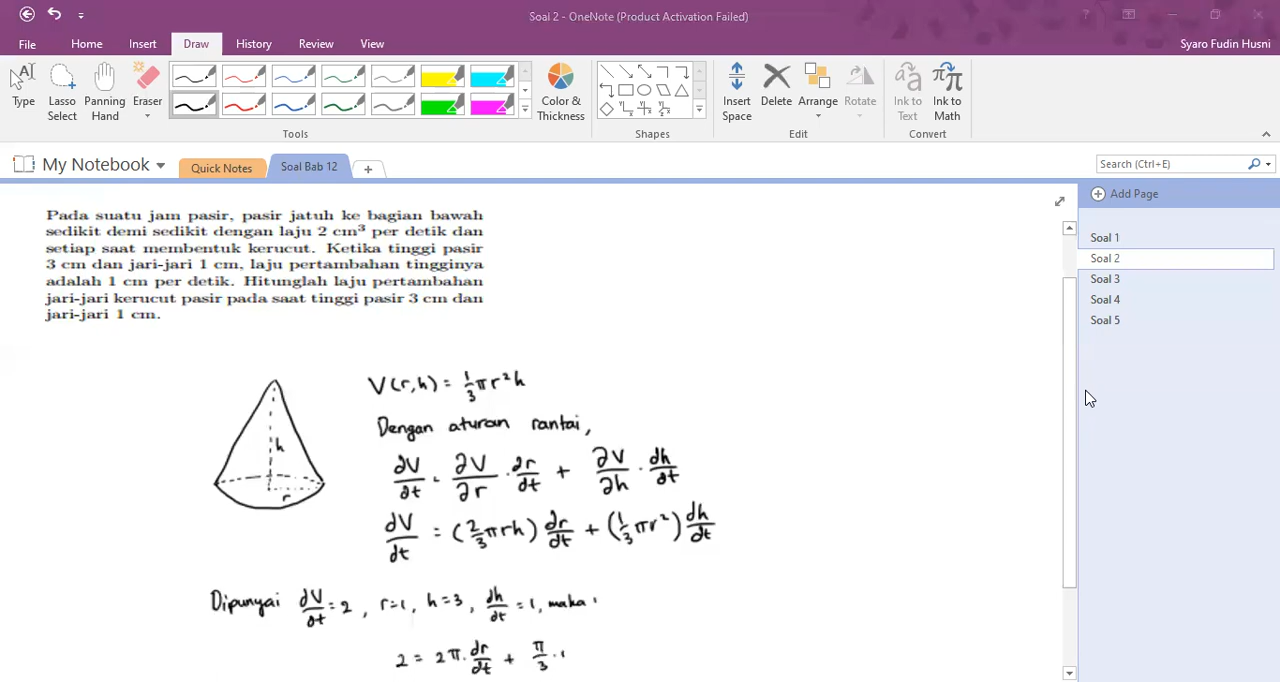 Soal 2 - OneNote (Product Activation Failed)
File Home Insert Draw History Review View
Syaro Fudin Husni
Type
Lasso Select
Panning Hand
Eraser
Color & Thickness
Insert Space
Delete
Arrange
Rotate
Ink to Text
Ink to Math
Tools
Shapes
Edit
Convert
My Notebook
Quick Notes
Soal Bab 12
Search (Ctrl+E)
Pada suatu jam pasir, pasir jatuh ke bagian bawah
sedikit demi sedikit dengan laju 2 cm³ per detik dan
setiap saat membentuk kerucut. Ketika tinggi pasir
3 cm dan jari-jari 1 cm, laju pertambahan tingginya
adalah 1 cm per detik. Hitunglah laju pertambahan
jari-jari kerucut pasir pada saat tinggi pasir 3 cm dan
jari-jari 1 cm.
h
r
V(r,h) = 1/3 πr²h
Dengan aturan rantai,
∂V/∂t = ∂V/∂r · ∂r/∂t + ∂V/∂h · dh/dt
dV/dt = (2/3 πrh) dr/dt + (1/3 πr²) dh/dt
Dipunyai dV/dt = 2, r=1, h=3, dh/dt = 1, maka
2 = 2π · dr/dt + π/3 · 1
Add Page
Soal 1
Soal 2
Soal 3
Soal 4
Soal 5